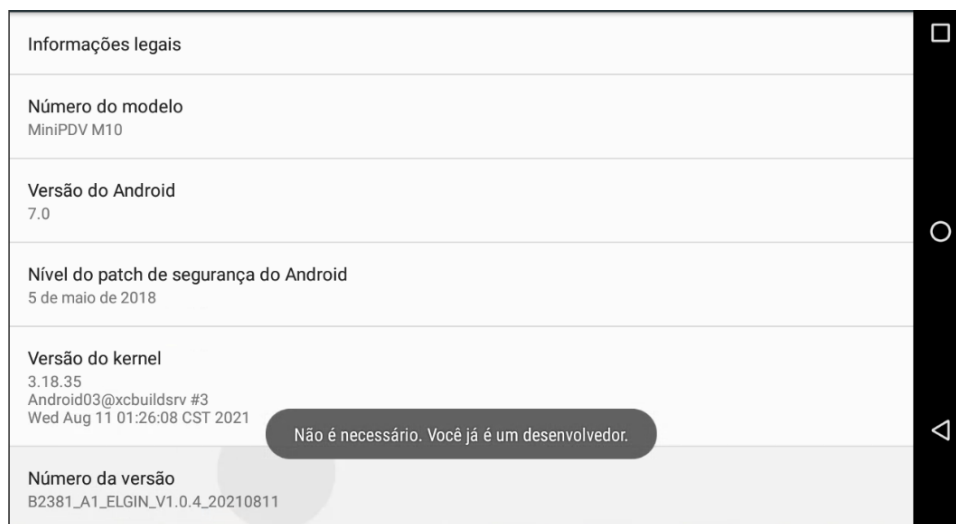 Informações legais
Número do modelo
MiniPDV M10
Versão do Android
7.0
Nível do patch de segurança do Android
5 de maio de 2018
Versão do kernel
3.18.35
Android03@xcbuildsrv #3
Wed Aug 11 01:26:08 CST 2021
Não é necessário. Você já é um desenvolvedor.
Número da versão
B2381_A1_ELGIN_V1.0.4_20210811